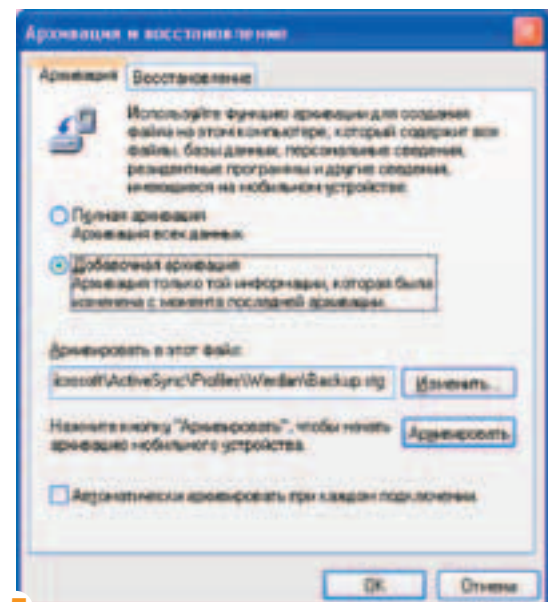 Архивация и восстановление
Архивация Восстановление
Используйте функцию архивации для создания
файла на этом компьютере, который содержит все
файлы, базы данных, персональные сведения,
резидентные программы и другие сведения,
имеющиеся на мобильном устройстве.
Полная архивация
Архивация всех данных.
Добавочная архивация
Архивация только той информации, которая была
изменена с момента последней архивации.
Архивировать в этот файл:
icrosoft\ActiveSync\Profiles\Werdan\Backup.stg Изменить...
Нажмите кнопку "Архивировать", чтобы начать
архивацию мобильного устройства.
Архивировать
Автоматически архивировать при каждом подключении
OK Отмена